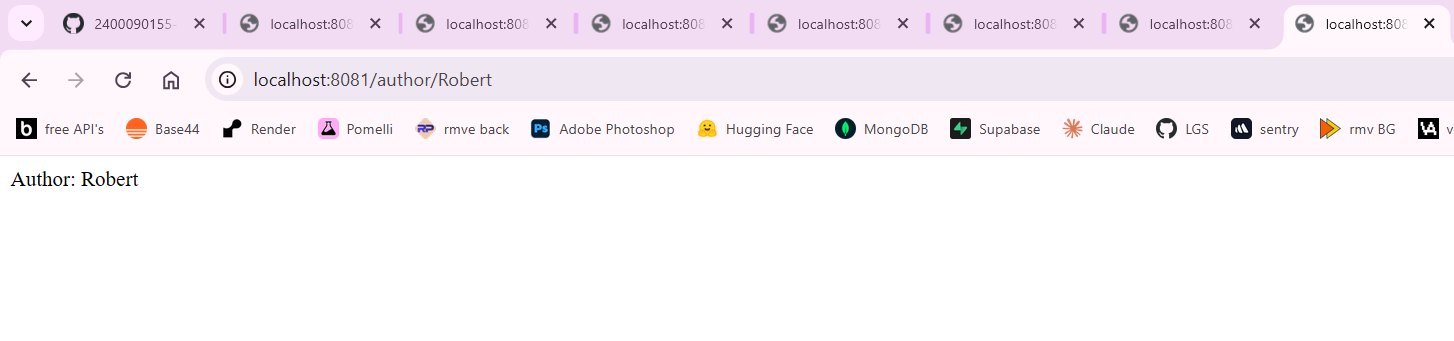 2400090155- localhost:808 localhost:808 localhost:808 localhost:808 localhost:808 localhost:808 localhost:808
localhost:8081/author/Robert
free API's Base44 Render Pomelli rmve back Adobe Photoshop Hugging Face MongoDB Supabase Claude LGS sentry rmv BG
Author: Robert